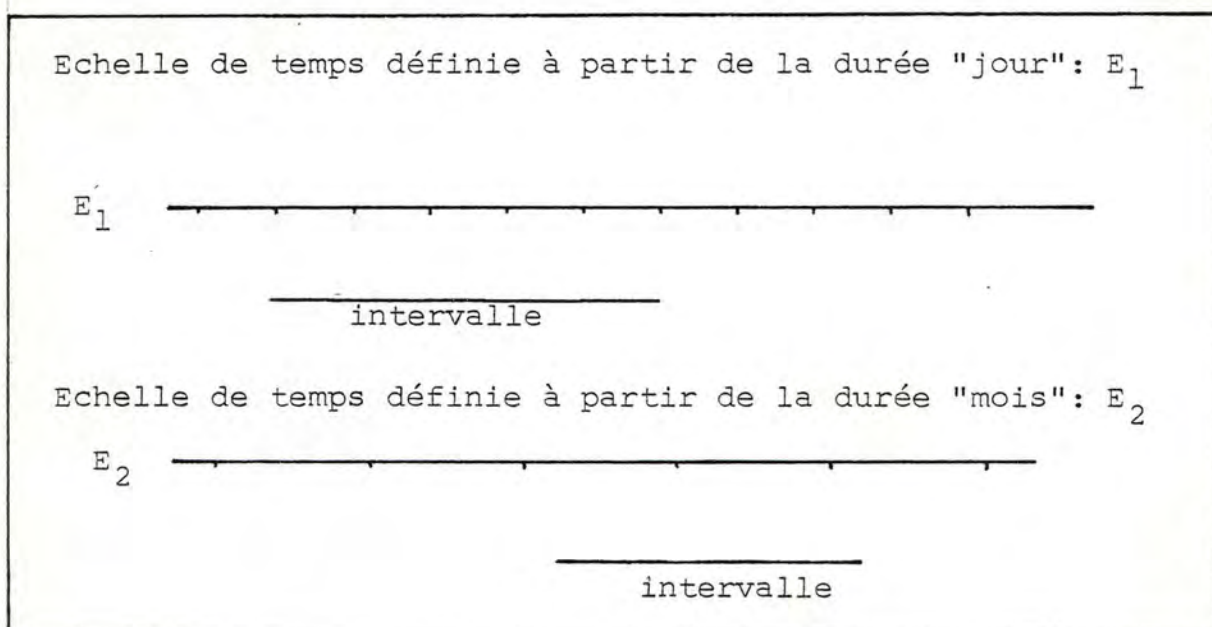 Echelle de temps définie à partir de la durée "jour": E₁
E₁
intervalle
Echelle de temps définie à partir de la durée "mois": E₂
E₂
intervalle